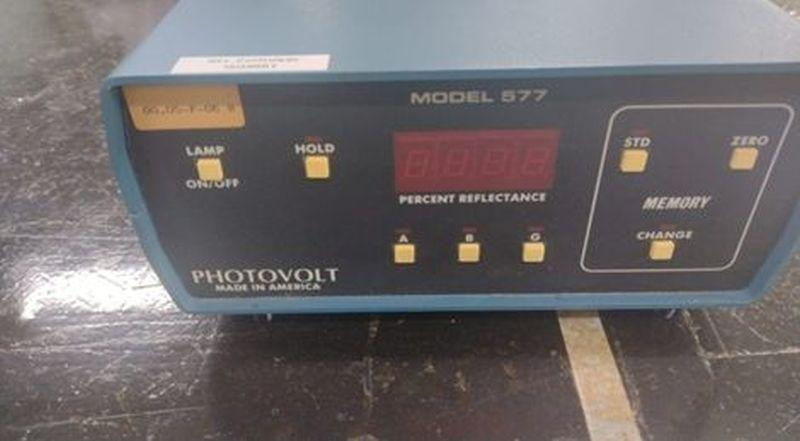 MODEL 577
LAMP
ON/OFF
HOLD
PERCENT REFLECTANCE
A B G
STD
ZERO
MEMORY
CHANGE
PHOTOVOLT
MADE IN AMERICA